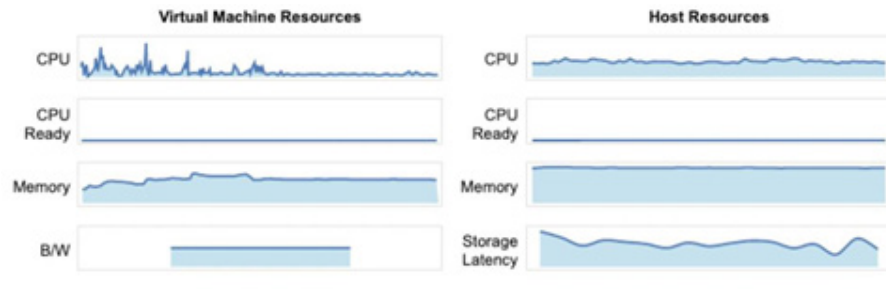 Virtual Machine Resources
CPU
CPU
Ready
Memory
B/W
Host Resources
CPU
CPU
Ready
Memory
Storage
Latency